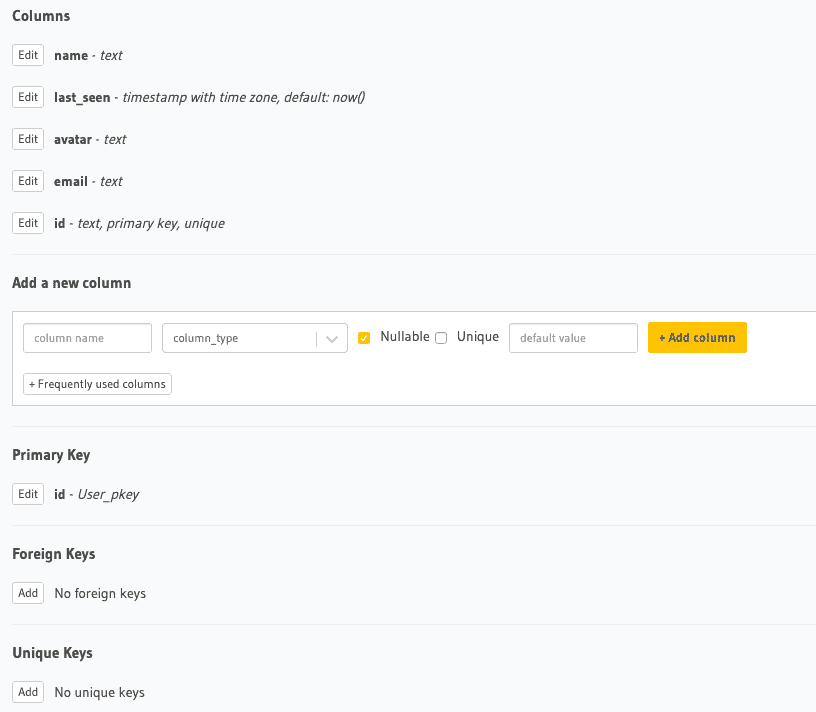 Columns
Edit name - text
Edit last_seen - timestamp with time zone, default: now()
Edit avatar - text
Edit email - text
Edit id - text, primary key, unique
Add a new column
column name column_type Nullable Unique default value + Add column
+ Frequently used columns
Primary Key
Edit id - User_pkey
Foreign Keys
Add No foreign keys
Unique Keys
Add No unique keys